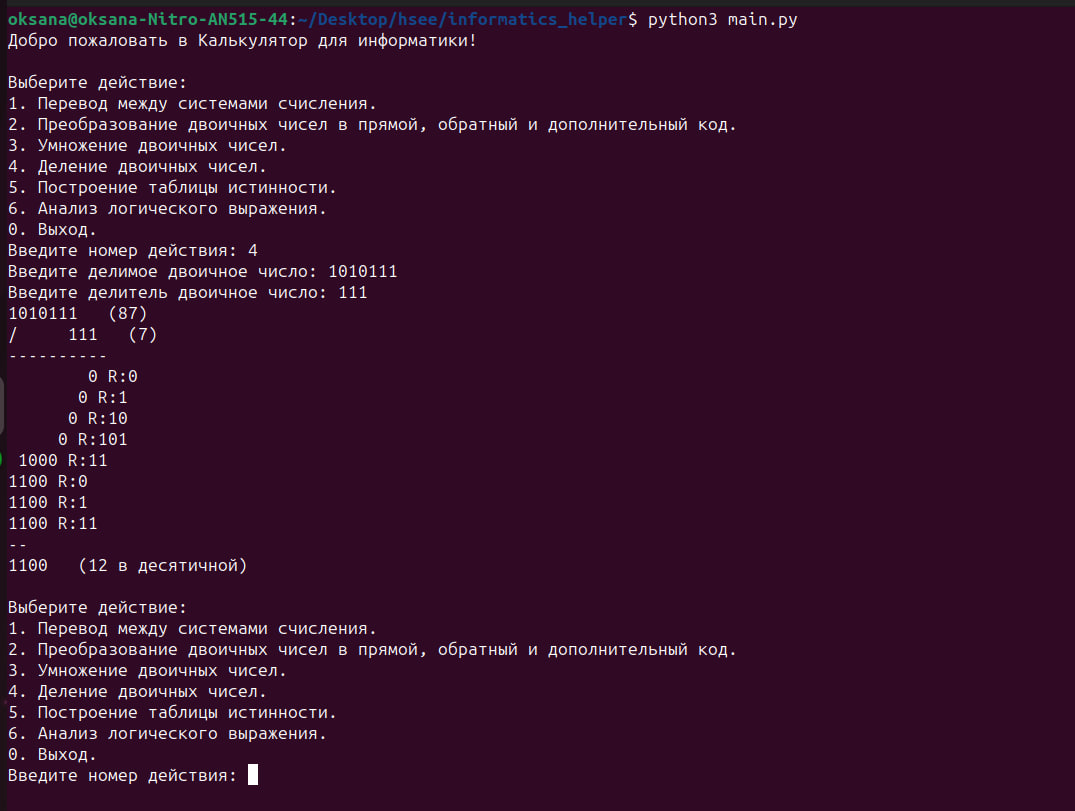 oksana@oksana-Nitro-AN515-44:~/Desktop/hsee/informatics_helper$ python3 main.py
Добро пожаловать в Калькулятор для информатики!
Выберите действие:
1. Перевод между системами счисления.
2. Преобразование двоичных чисел в прямой, обратный и дополнительный код.
3. Умножение двоичных чисел.
4. Деление двоичных чисел.
5. Построение таблицы истинности.
6. Анализ логического выражения.
0. Выход.
Введите номер действия: 4
Введите делимое двоичное число: 1010111
Введите делитель двоичное число: 111
1010111   (87)
/     111   (7)
----------
        0 R:0
       0 R:1
      0 R:10
     0 R:101
 1000 R:11
1100 R:0
1100 R:1
1100 R:11
--
1100   (12 в десятичной)
Выберите действие:
1. Перевод между системами счисления.
2. Преобразование двоичных чисел в прямой, обратный и дополнительный код.
3. Умножение двоичных чисел.
4. Деление двоичных чисел.
5. Построение таблицы истинности.
6. Анализ логического выражения.
0. Выход.
Введите номер действия: